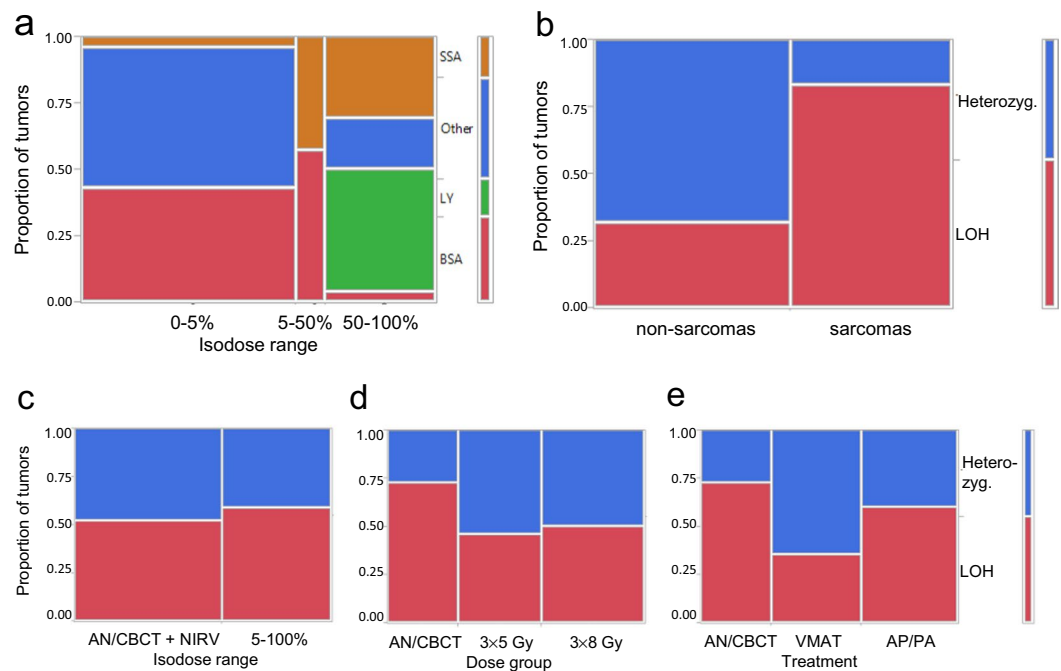 a
Proportion of tumors
1.00
0.75
0.50
0.25
0.00
SSA
Other
LY
BSA
0-5%
5-50%
50-100%
Isodose range
b
Proportion of tumors
1.00
0.75
0.50
0.25
0.00
Heterozyg.
LOH
non-sarcomas
sarcomas
c
Proportion of tumors
1.00
0.75
0.50
0.25
0.00
AN/CBCT + NIRV
5-100%
Isodose range
d
1.00
0.75
0.50
0.25
0.00
AN/CBCT
3×5 Gy
3×8 Gy
Dose group
e
1.00
0.75
0.50
0.25
0.00
Hetero-
zyg.
LOH
AN/CBCT
VMAT
AP/PA
Treatment